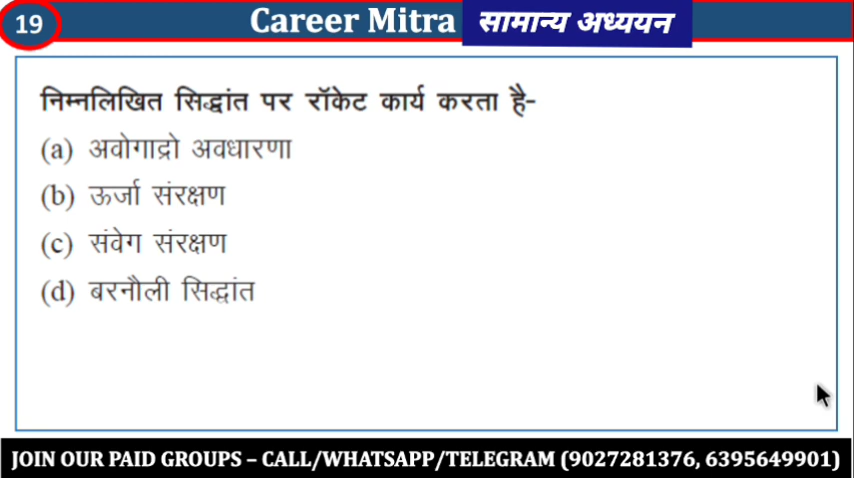 19
Career Mitra सामान्य अध्ययन
निम्नलिखित सिद्धांत पर रॉकेट कार्य करता है-
(a) अवोगाद्रो अवधारणा
(b) ऊर्जा संरक्षण
(c) संवेग संरक्षण
(d) बरनौली सिद्धांत
JOIN OUR PAID GROUPS – CALL/WHATSAPP/TELEGRAM (9027281376, 6395649901)